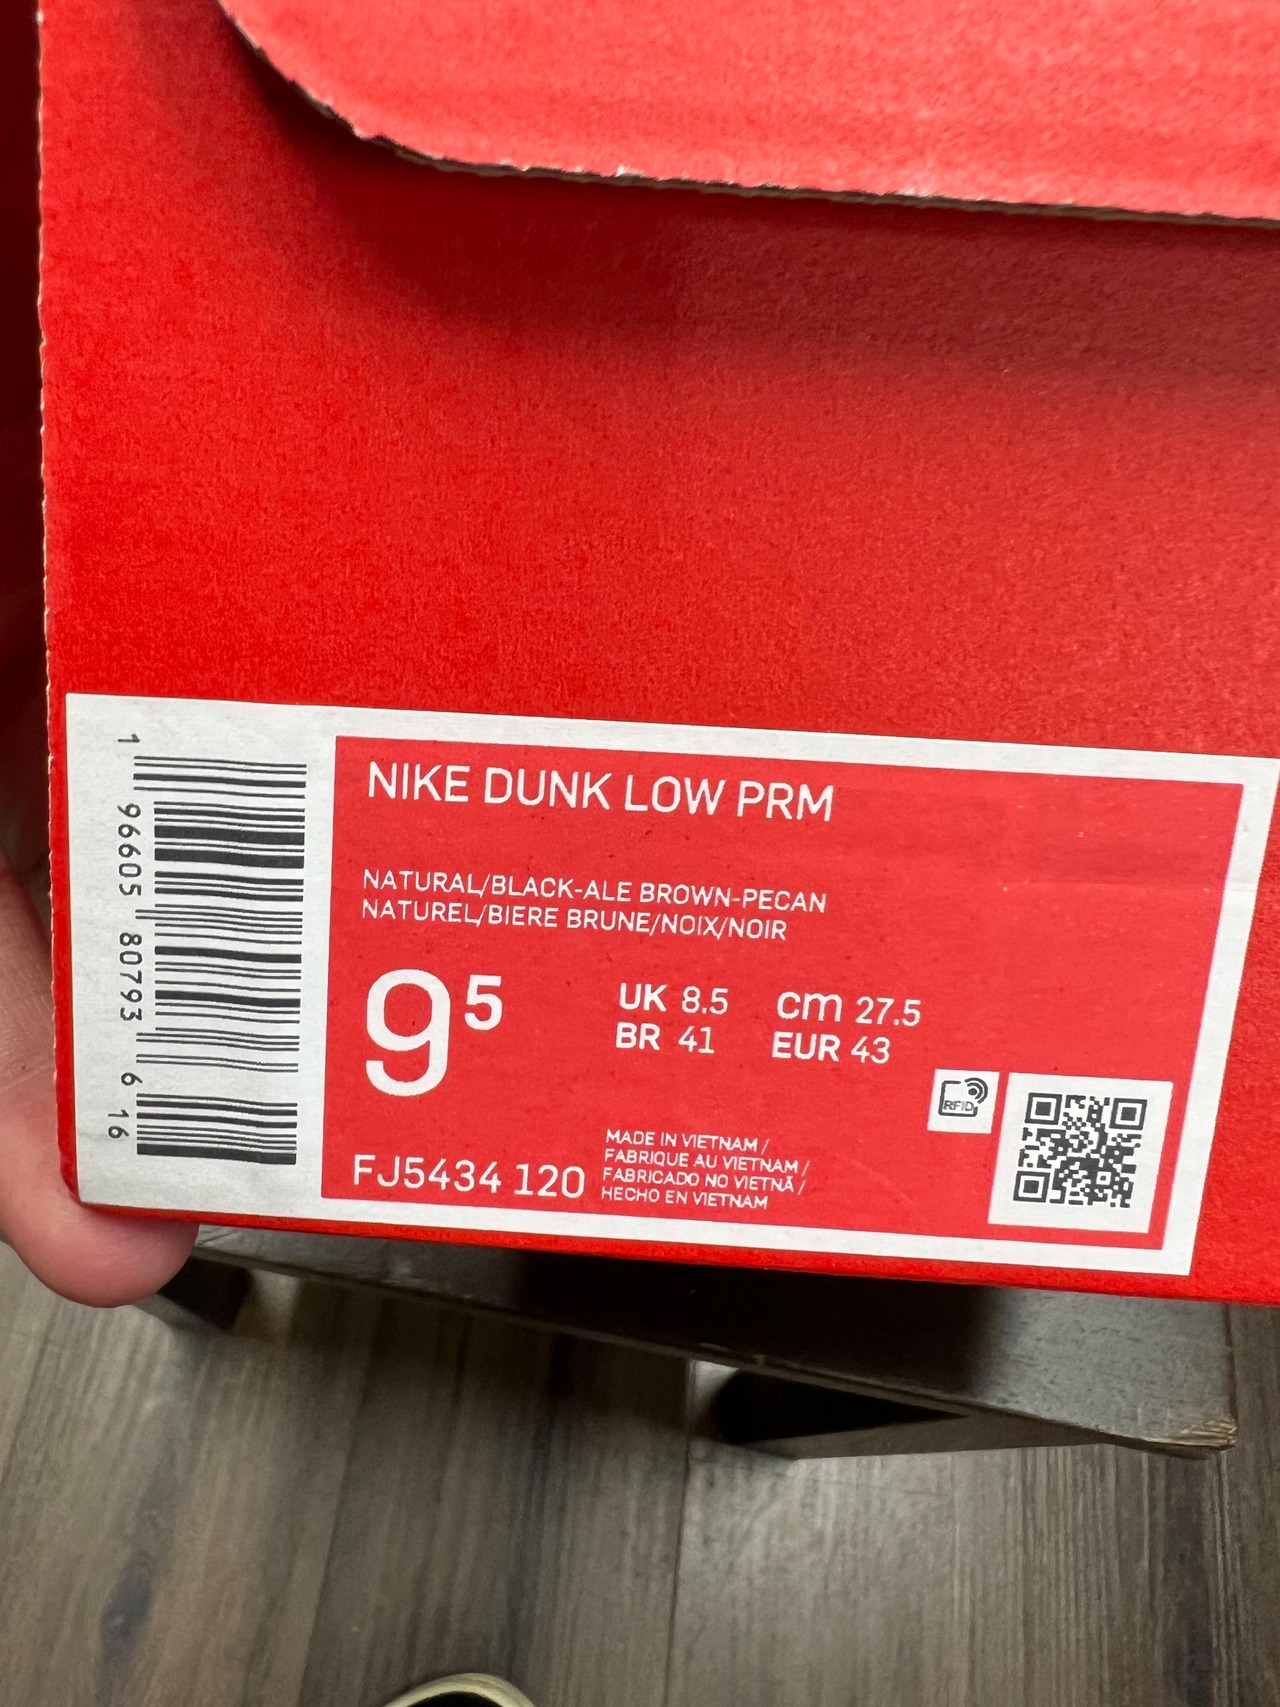 1 96605 80793 6 16
NIKE DUNK LOW PRM
NATURAL/BLACK-ALE BROWN-PECAN
NATUREL/BIERE BRUNE/NOIX/NOIR
9 5
UK 8.5 cm 27.5
BR 41 EUR 43
RFID
FJ5434 120
MADE IN VIETNAM /
FABRIQUE AU VIETNAM /
FABRICADO NO VIETNÃ /
HECHO EN VIETNAM